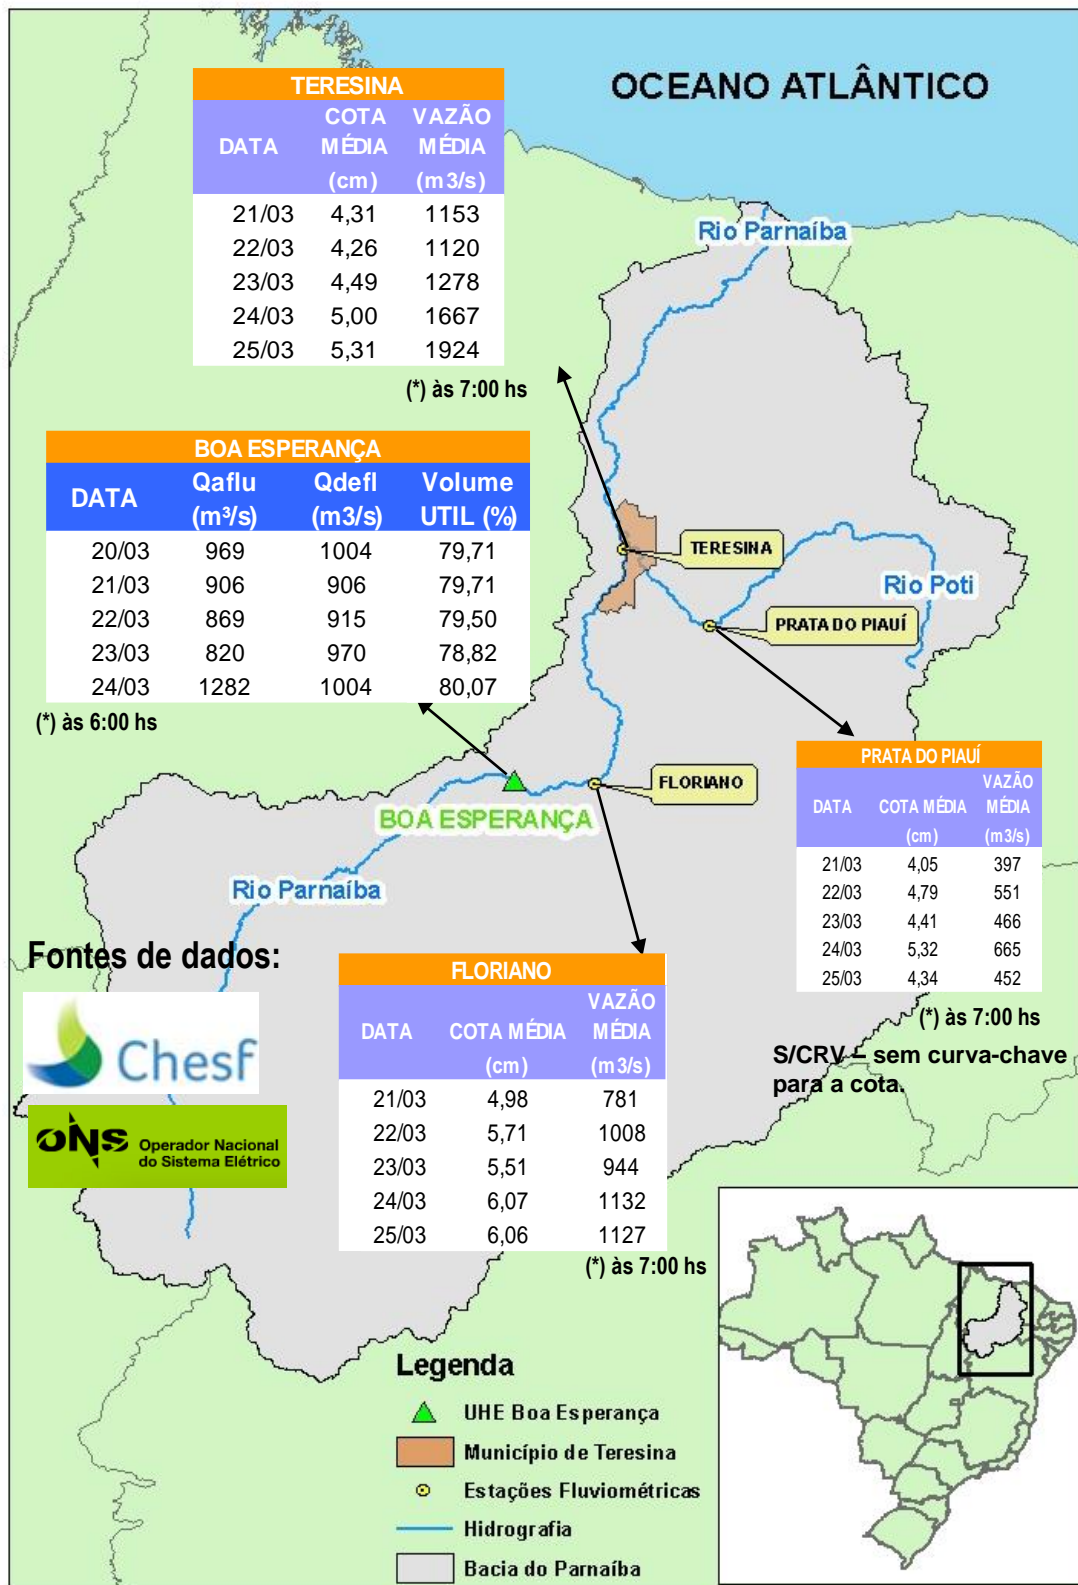 OCEANO ATLÂNTICO
TERESINA
DATA COTA MÉDIA (cm) VAZÃO MÉDIA (m3/s)
21/03 4,31 1153
22/03 4,26 1120
23/03 4,49 1278
24/03 5,00 1667
25/03 5,31 1924
(*) às 7:00 hs
Rio Parnaíba
BOA ESPERANÇA
DATA Qaflu (m³/s) Qdefl (m3/s) Volume UTIL (%)
20/03 969 1004 79,71
21/03 906 906 79,71
22/03 869 915 79,50
23/03 820 970 78,82
24/03 1282 1004 80,07
(*) às 6:00 hs
TERESINA
Rio Poti
PRATA DO PIAUÍ
FLORIANO
BOA ESPERANÇA
Rio Parnaíba
PRATA DO PIAUÍ
DATA COTA MÉDIA (cm) VAZÃO MÉDIA (m3/s)
21/03 4,05 397
22/03 4,79 551
23/03 4,41 466
24/03 5,32 665
25/03 4,34 452
(*) às 7:00 hs
S/CRV – sem curva-chave
para a cota.
Fontes de dados:
Chesf
ONS Operador Nacional
do Sistema Elétrico
FLORIANO
DATA COTA MÉDIA (cm) VAZÃO MÉDIA (m3/s)
21/03 4,98 781
22/03 5,71 1008
23/03 5,51 944
24/03 6,07 1132
25/03 6,06 1127
(*) às 7:00 hs
Legenda
UHE Boa Esperança
Município de Teresina
Estações Fluviométricas
Hidrografia
Bacia do Parnaíba